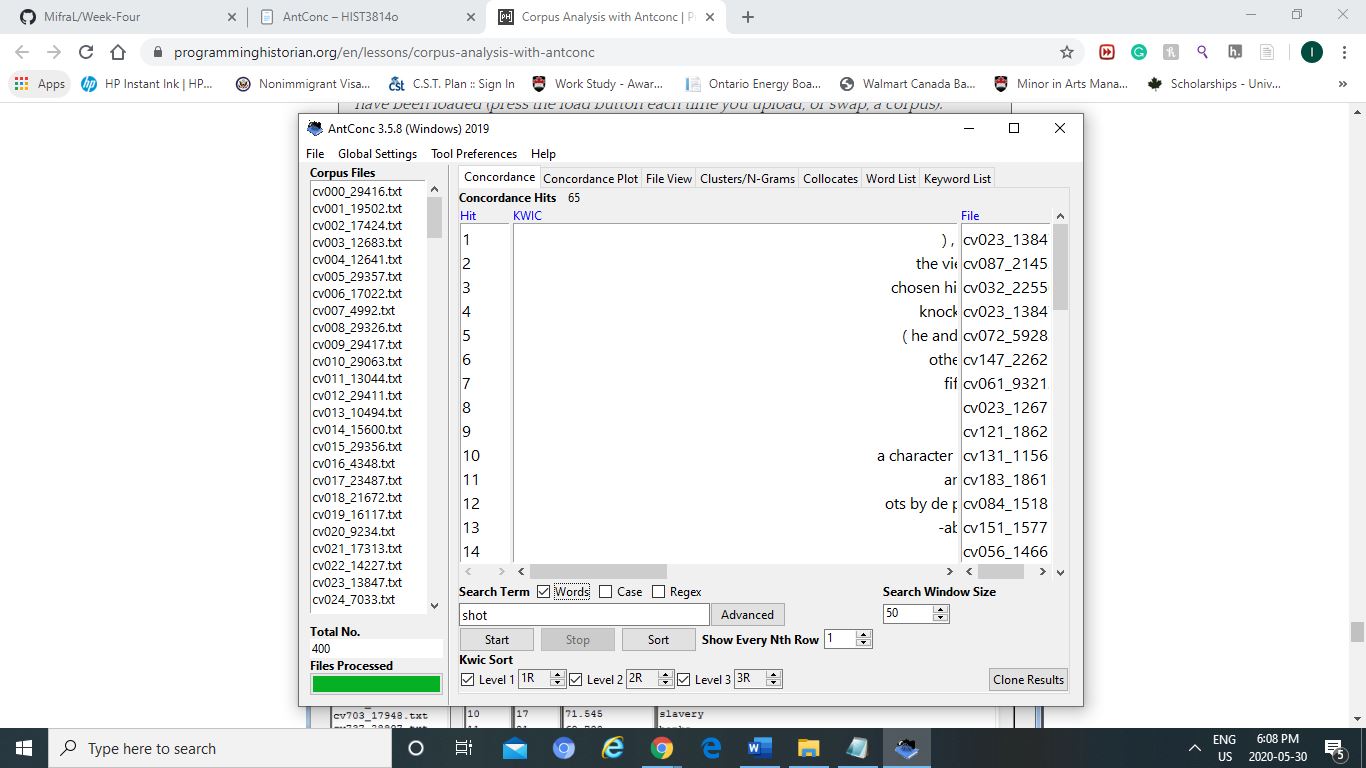 MifraL/Week-Four
AntConc – HIST3814o
Corpus Analysis with Antconc | P
programminghistorian.org/en/lessons/corpus-analysis-with-antconc
Apps HP Instant Ink | HP... Nonimmigrant Visa... C.S.T. Plan :: Sign In Work Study - Awar... Ontario Energy Boa... Walmart Canada Ba... Minor in Arts Mana... Scholarships - Univ... »
have been loaded (press the load button each time you upload, or swap, a corpus).
AntConc 3.5.8 (Windows) 2019
File Global Settings Tool Preferences Help
Corpus Files
cv000_29416.txt
cv001_19502.txt
cv002_17424.txt
cv003_12683.txt
cv004_12641.txt
cv005_29357.txt
cv006_17022.txt
cv007_4992.txt
cv008_29326.txt
cv009_29417.txt
cv010_29063.txt
cv011_13044.txt
cv012_29411.txt
cv013_10494.txt
cv014_15600.txt
cv015_29356.txt
cv016_4348.txt
cv017_23487.txt
cv018_21672.txt
cv019_16117.txt
cv020_9234.txt
cv021_17313.txt
cv022_14227.txt
cv023_13847.txt
cv024_7033.txt
Total No.
400
Files Processed
Concordance Concordance Plot File View Clusters/N-Grams Collocates Word List Keyword List
Concordance Hits 65
Hit KWIC File
1 ) , cv023_1384
2 the vie cv087_2145
3 chosen hi cv032_2255
4 knock cv023_1384
5 ( he and cv072_5928
6 othe cv147_2262
7 fif cv061_9321
8 cv023_1267
9 cv121_1862
10 a character cv131_1156
11 ar cv183_1861
12 ots by de p cv084_1518
13 -ab cv151_1577
14 cv056_1466
Search Term Words Case Regex Search Window Size
shot Advanced 50
Start Stop Sort Show Every Nth Row 1
Kwic Sort
Level 1 1R Level 2 2R Level 3 3R Clone Results
cv703_17948.txt 10 17 71.545 slavery
Type here to search
ENG
US
6:08 PM
2020-05-30
5